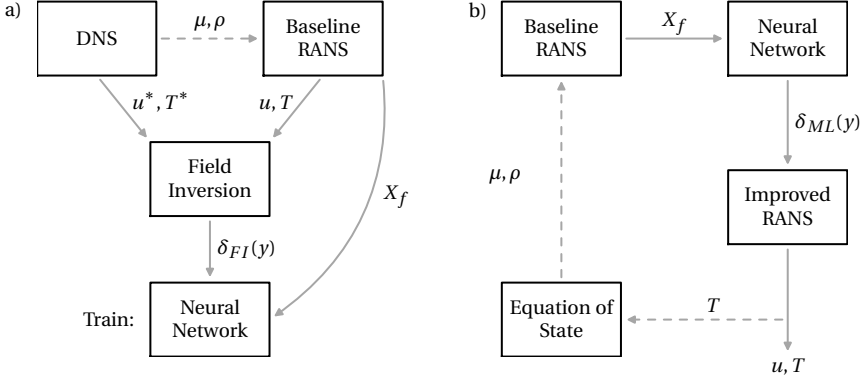 a)
DNS
μ, ρ
Baseline
RANS
u*, T*
u, T
Field
Inversion
X_f
δ_FI(y)
Train:
Neural
Network
b)
Baseline
RANS
X_f
Neural
Network
δ_ML(y)
μ, ρ
Improved
RANS
Equation of
State
T
u, T